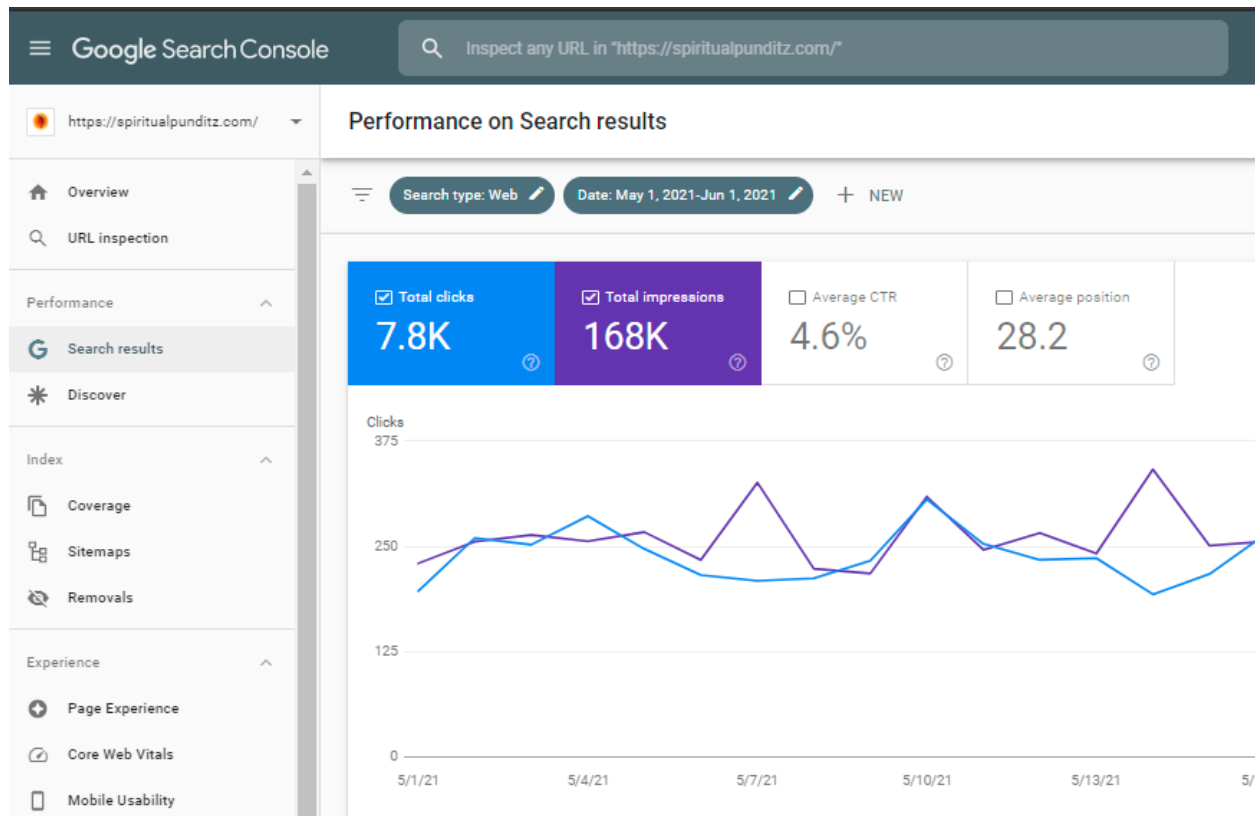 Google Search Console
Inspect any URL in "https://spiritualpunditz.com/"
https://spiritualpunditz.com/
Overview
URL inspection
Performance
Search results
Discover
Index
Coverage
Sitemaps
Removals
Experience
Page Experience
Core Web Vitals
Mobile Usability
Performance on Search results
Search type: Web
Date: May 1, 2021-Jun 1, 2021
+ NEW
Total clicks
7.8K
Total impressions
168K
Average CTR
4.6%
Average position
28.2
Clicks
375
250
125
0
5/1/21
5/4/21
5/7/21
5/10/21
5/13/21
5/